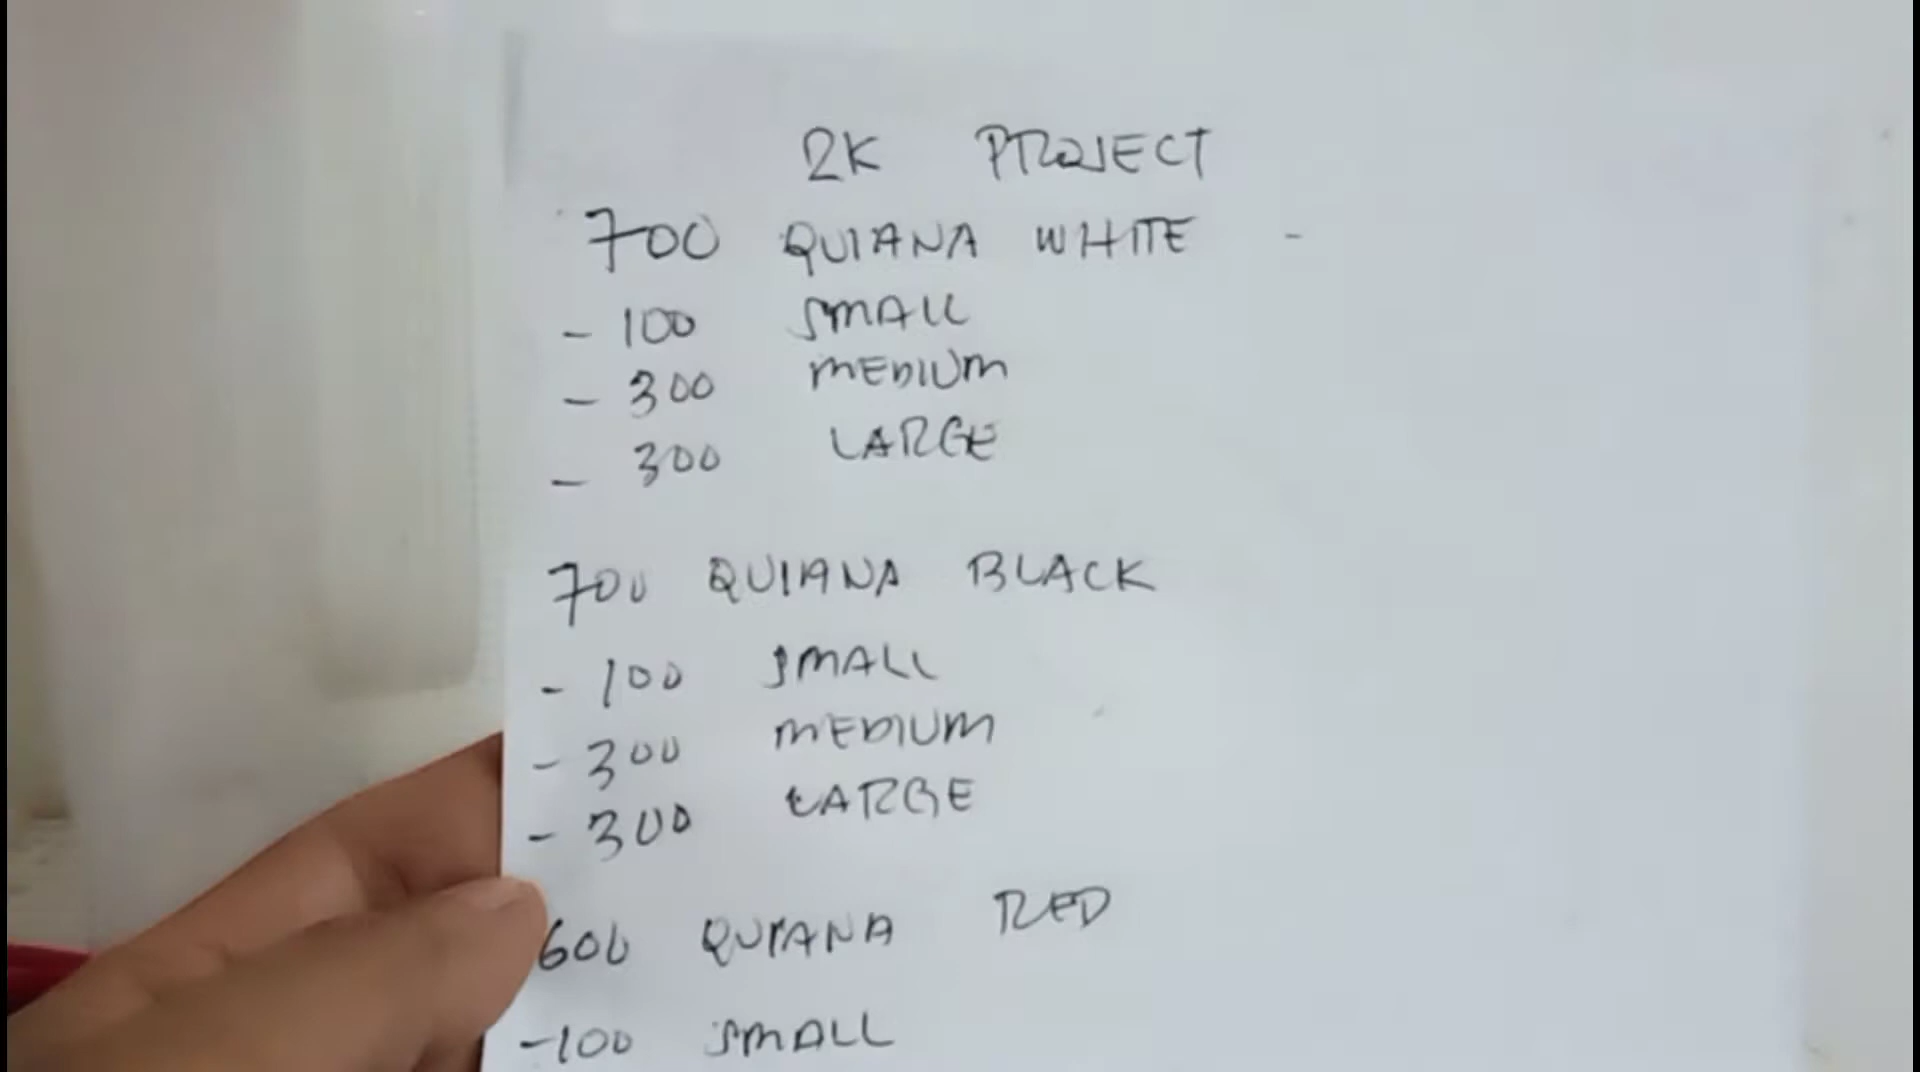 2K PROJECT
700 QUIANA WHITE -
- 100 SMALL
- 300 MEDIUM
- 300 LARGE
700 QUIANA BLACK
- 100 SMALL
- 300 MEDIUM
- 300 LARGE
600 QUIANA RED
-100 SMALL